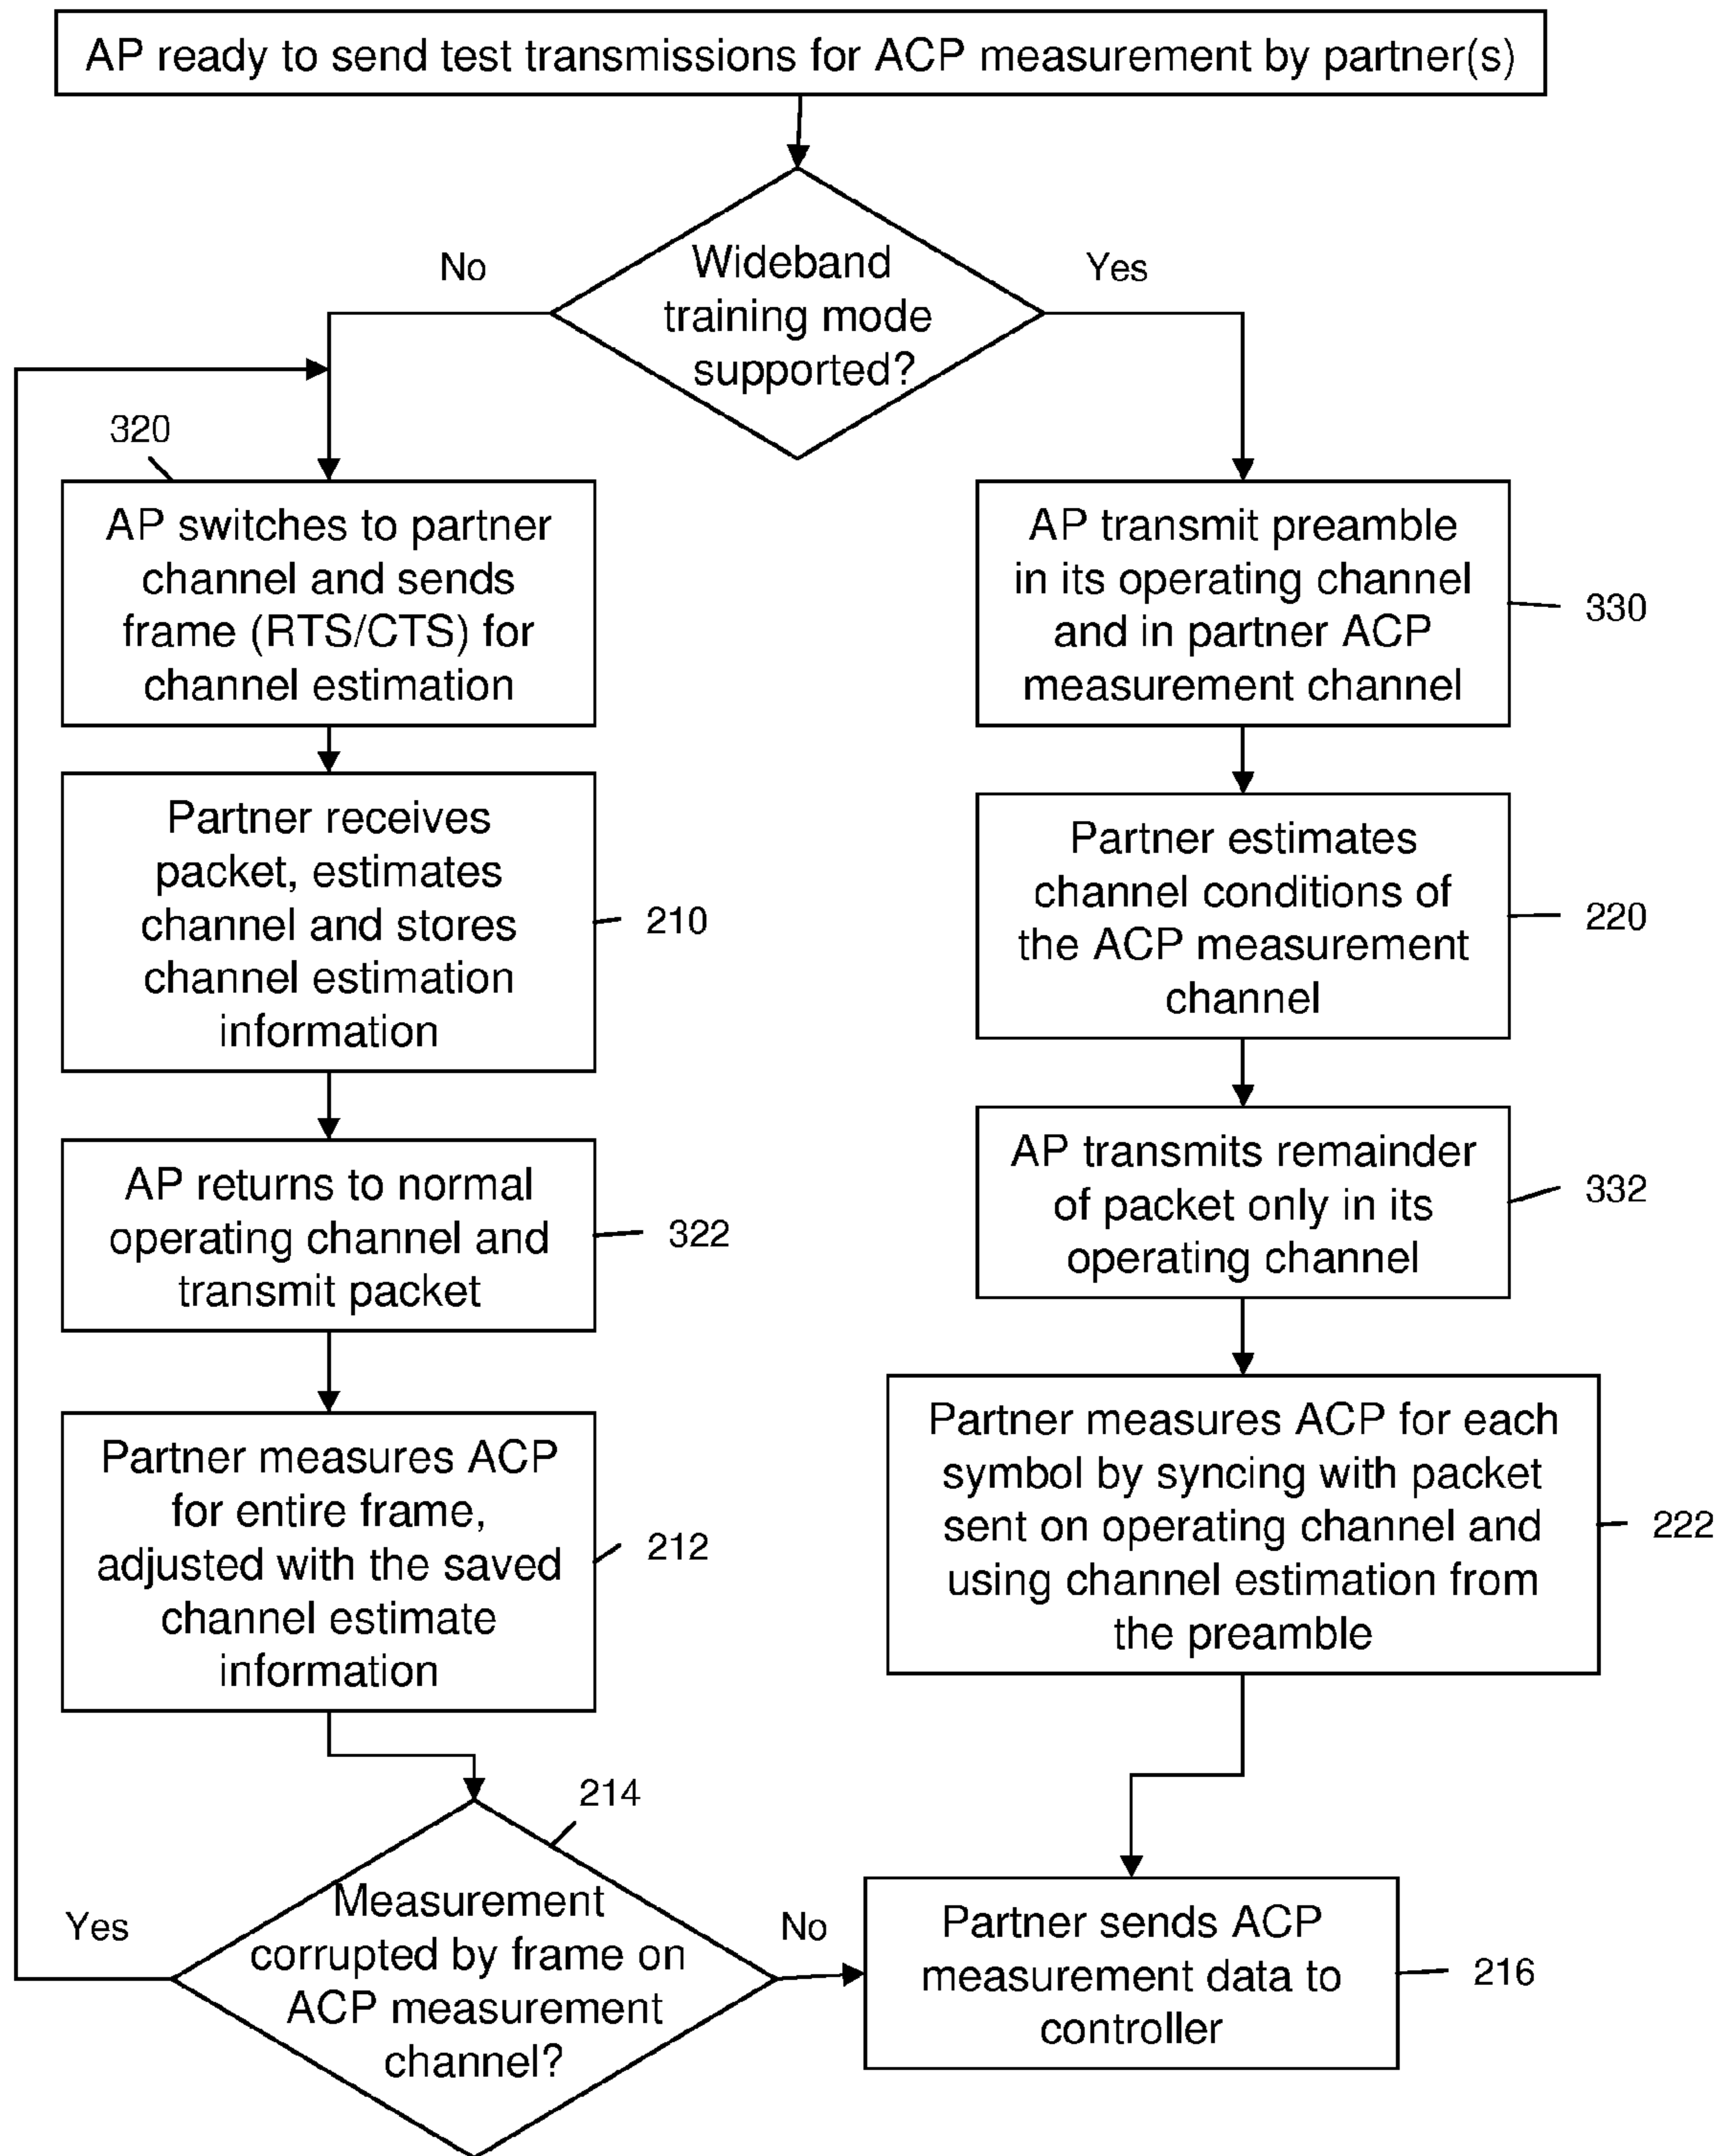 AP ready to send test transmissions for ACP measurement by partner(s)
No
Wideband
training mode
supported?
Yes
320
AP switches to partner
channel and sends
frame (RTS/CTS) for
channel estimation
AP transmit preamble
in its operating channel
and in partner ACP
measurement channel
330
Partner receives
packet, estimates
channel and stores
channel estimation
information
210
Partner estimates
channel conditions of
the ACP measurement
channel
220
AP returns to normal
operating channel and
transmit packet
322
AP transmits remainder
of packet only in its
operating channel
332
Partner measures ACP
for entire frame,
adjusted with the saved
channel estimate
information
212
Partner measures ACP for each
symbol by syncing with packet
sent on operating channel and
using channel estimation from
the preamble
222
214
Yes
Measurement
corrupted by frame on
ACP measurement
channel?
No
Partner sends ACP
measurement data to
controller
216